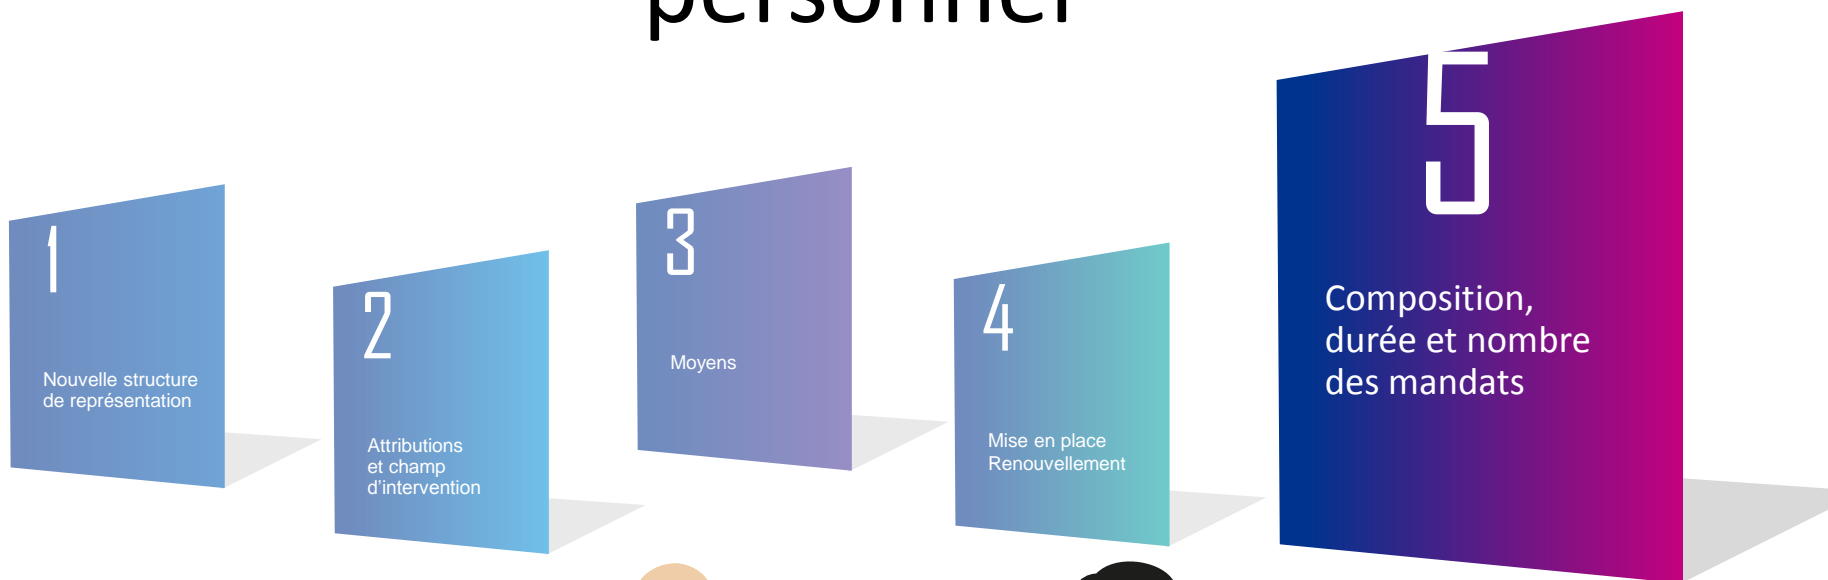 personnel
1
Nouvelle structure
de représentation
2
Attributions
et champ
d'intervention
3
Moyens
4
Mise en place
Renouvellement
5
Composition,
durée et nombre
des mandats